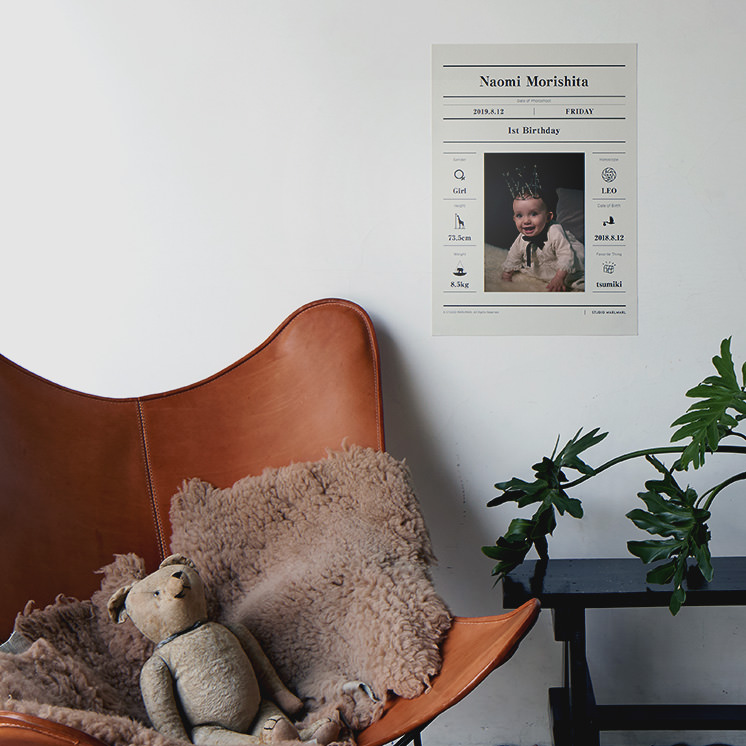 Naomi Morishita
Date of Photoshoot
2019.8.12 | FRIDAY
1st Birthday
Gender
Girl
Height
73.5cm
Weight
8.5kg
Horoscope
LEO
Date of Birth
2018.8.12
Favorite Thing
tsumiki
STUDIO MARLMARL